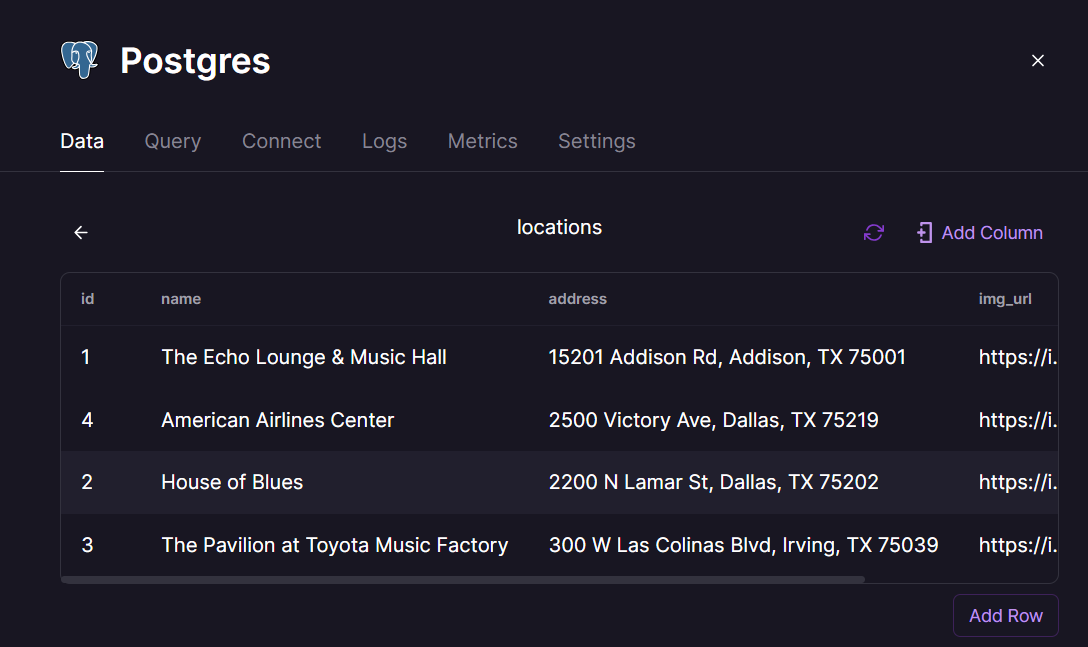 Postgres
Data Query Connect Logs Metrics Settings
locations
Add Column
id name address img_url
1 The Echo Lounge & Music Hall 15201 Addison Rd, Addison, TX 75001 https://i.
4 American Airlines Center 2500 Victory Ave, Dallas, TX 75219 https://i.
2 House of Blues 2200 N Lamar St, Dallas, TX 75202 https://i.
3 The Pavilion at Toyota Music Factory 300 W Las Colinas Blvd, Irving, TX 75039 https://i.
Add Row